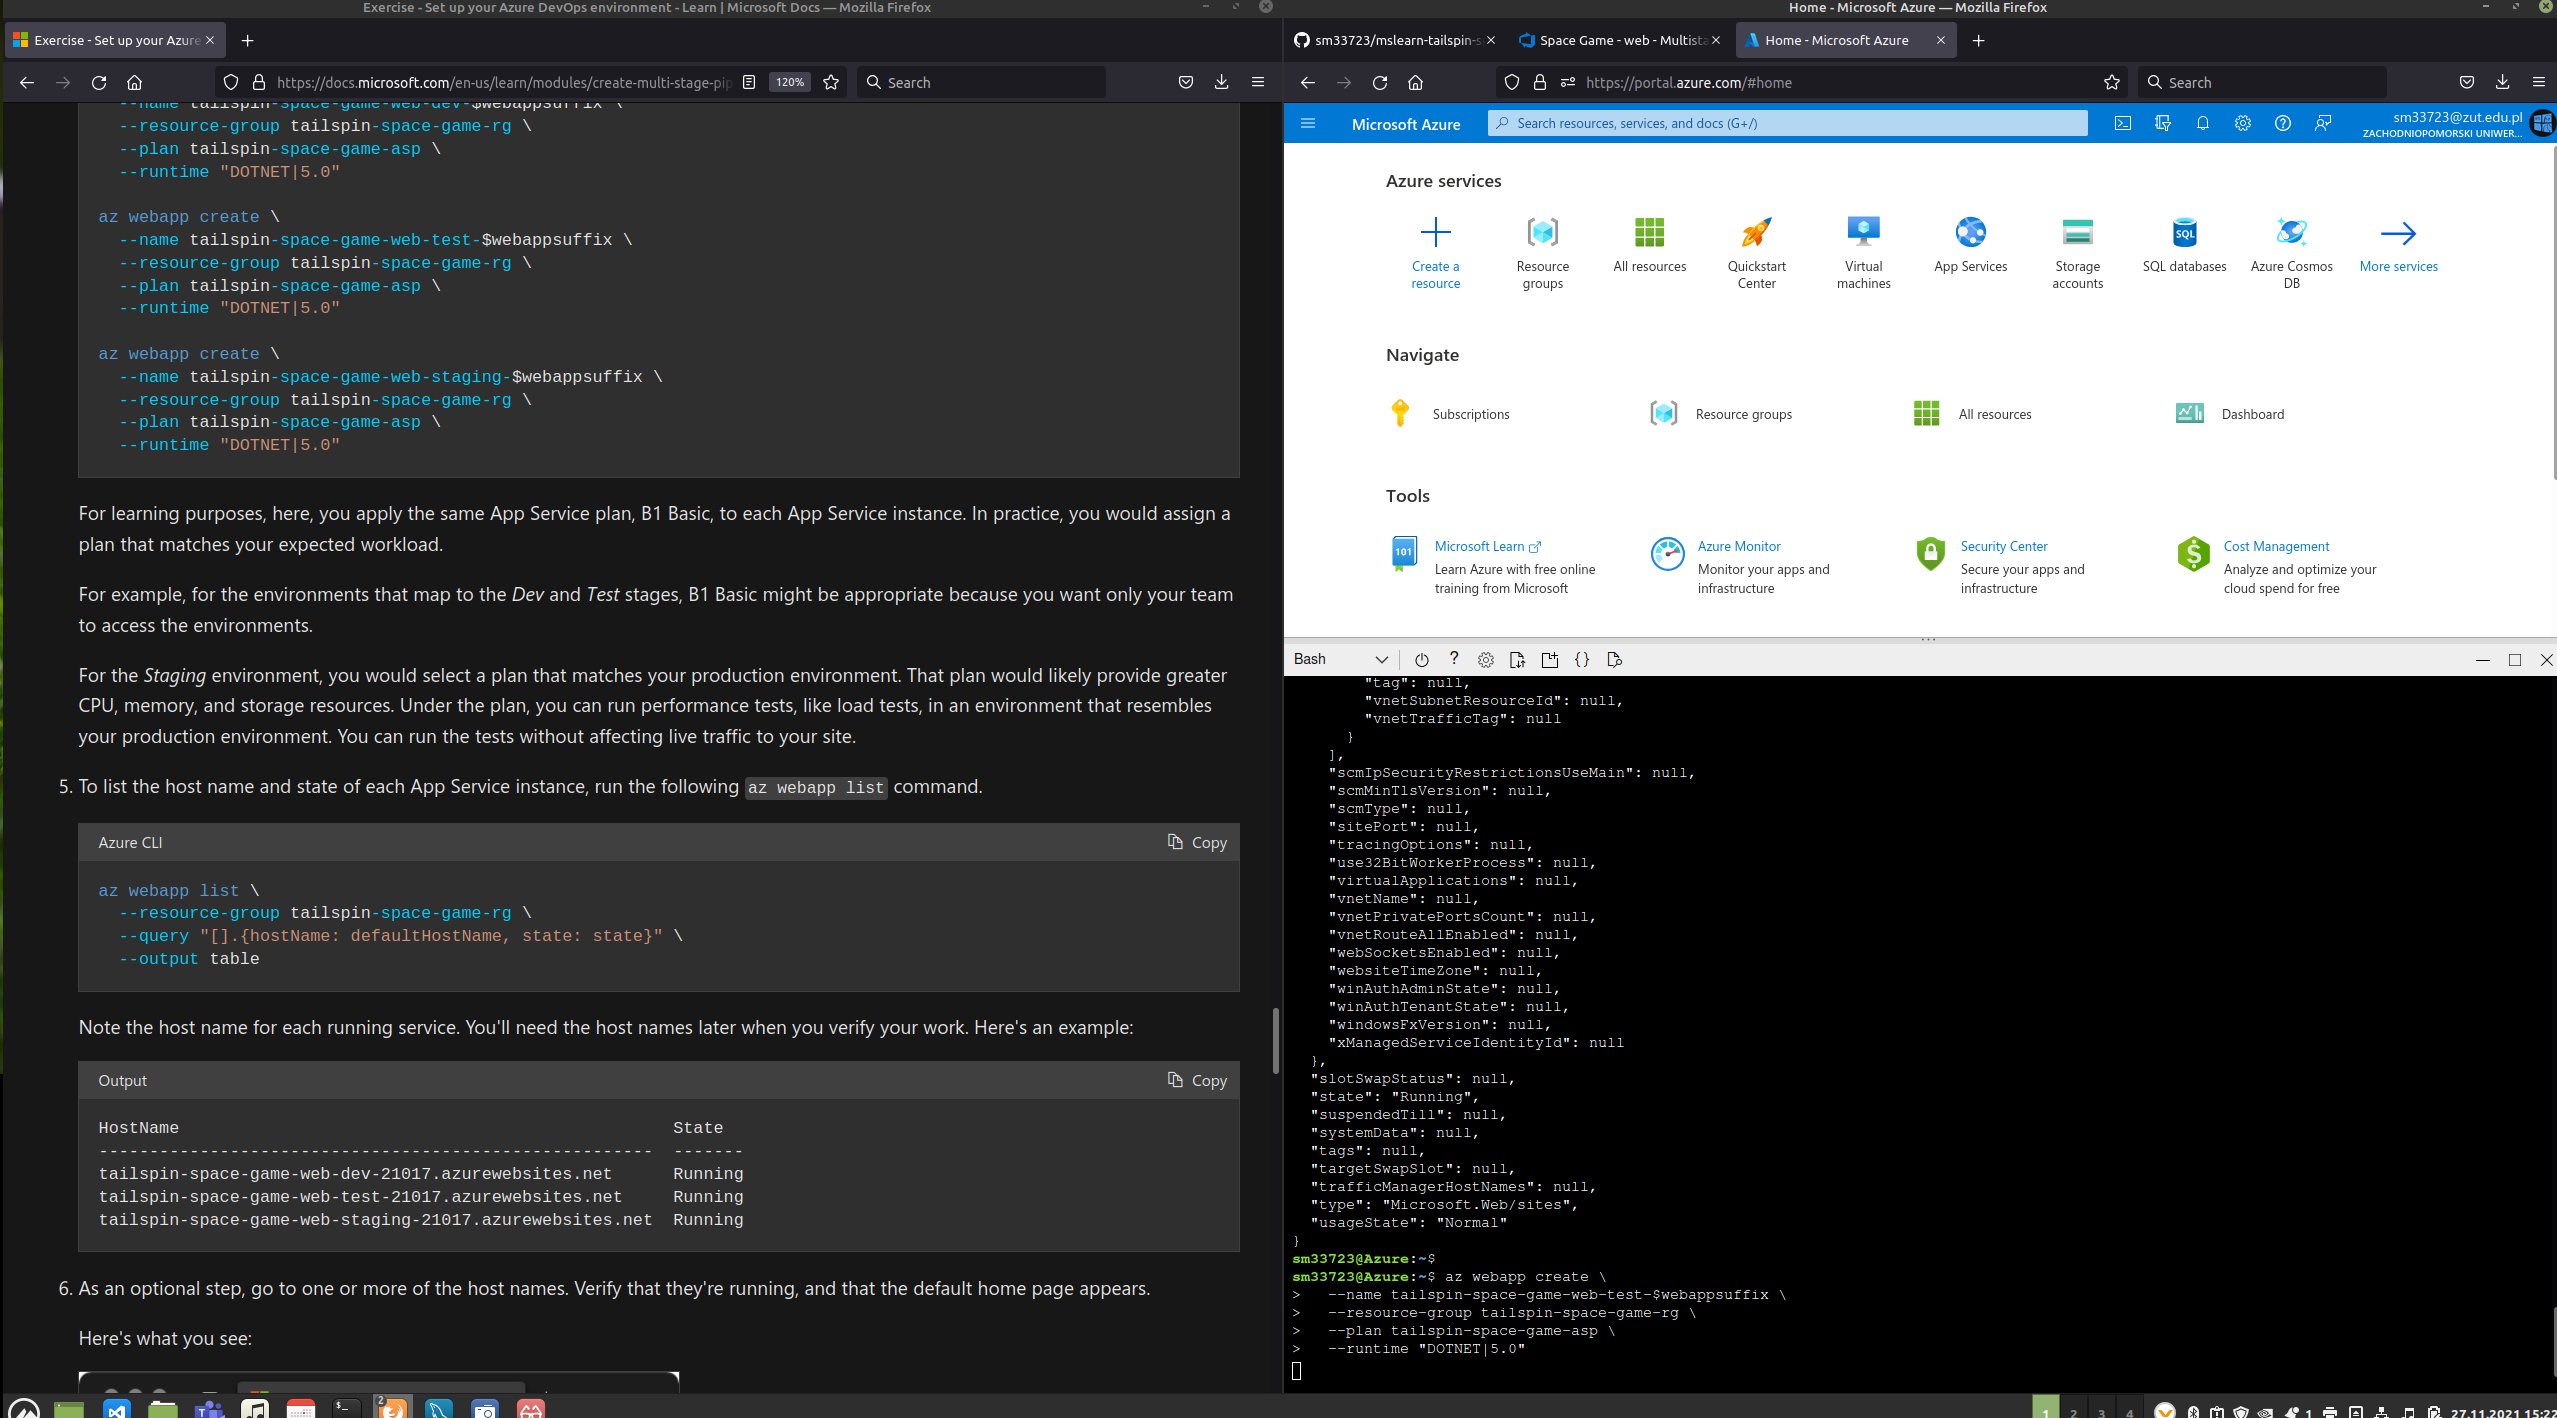 Exercise - Set up your Azure DevOps environment - Learn | Microsoft Docs — Mozilla Firefox
Exercise - Set up your Azure
https://docs.microsoft.com/en-us/learn/modules/create-multi-stage-pip
120%
Search
--name tailspin-space-game-web-dev-$webappsuffix \
--resource-group tailspin-space-game-rg \
--plan tailspin-space-game-asp \
--runtime "DOTNET|5.0"
az webapp create \
--name tailspin-space-game-web-test-$webappsuffix \
--resource-group tailspin-space-game-rg \
--plan tailspin-space-game-asp \
--runtime "DOTNET|5.0"
az webapp create \
--name tailspin-space-game-web-staging-$webappsuffix \
--resource-group tailspin-space-game-rg \
--plan tailspin-space-game-asp \
--runtime "DOTNET|5.0"
For learning purposes, here, you apply the same App Service plan, B1 Basic, to each App Service instance. In practice, you would assign a
plan that matches your expected workload.
For example, for the environments that map to the Dev and Test stages, B1 Basic might be appropriate because you want only your team
to access the environments.
For the Staging environment, you would select a plan that matches your production environment. That plan would likely provide greater
CPU, memory, and storage resources. Under the plan, you can run performance tests, like load tests, in an environment that resembles
your production environment. You can run the tests without affecting live traffic to your site.
5. To list the host name and state of each App Service instance, run the following az webapp list command.
Azure CLI
Copy
az webapp list \
--resource-group tailspin-space-game-rg \
--query "[].{hostName: defaultHostName, state: state}" \
--output table
Note the host name for each running service. You'll need the host names later when you verify your work. Here's an example:
Output
Copy
HostName State
------------------------------------------------------- -------
tailspin-space-game-web-dev-21017.azurewebsites.net Running
tailspin-space-game-web-test-21017.azurewebsites.net Running
tailspin-space-game-web-staging-21017.azurewebsites.net Running
6. As an optional step, go to one or more of the host names. Verify that they're running, and that the default home page appears.
Here's what you see:
Home - Microsoft Azure — Mozilla Firefox
sm33723/mslearn-tailspin-s
Space Game - web - Multista
Home - Microsoft Azure
https://portal.azure.com/#home
Search
Microsoft Azure
Search resources, services, and docs (G+/)
sm33723@zut.edu.pl
ZACHODNIOPOMORSKI UNIWER...
Azure services
Create a resource
Resource groups
All resources
Quickstart Center
Virtual machines
App Services
Storage accounts
SQL databases
Azure Cosmos DB
More services
Navigate
Subscriptions
Resource groups
All resources
Dashboard
Tools
Microsoft Learn
Learn Azure with free online
training from Microsoft
Azure Monitor
Monitor your apps and
infrastructure
Security Center
Secure your apps and
infrastructure
Cost Management
Analyze and optimize your
cloud spend for free
Bash
"tag": null,
"vnetSubnetResourceId": null,
"vnetTrafficTag": null
}
],
"scmIpSecurityRestrictionsUseMain": null,
"scmMinTlsVersion": null,
"scmType": null,
"sitePort": null,
"tracingOptions": null,
"use32BitWorkerProcess": null,
"virtualApplications": null,
"vnetName": null,
"vnetPrivatePortsCount": null,
"vnetRouteAllEnabled": null,
"webSocketsEnabled": null,
"websiteTimeZone": null,
"winAuthAdminState": null,
"winAuthTenantState": null,
"windowsFxVersion": null,
"xManagedServiceIdentityId": null
},
"slotSwapStatus": null,
"state": "Running",
"suspendedTill": null,
"systemData": null,
"tags": null,
"targetSwapSlot": null,
"trafficManagerHostNames": null,
"type": "Microsoft.Web/sites",
"usageState": "Normal"
}
sm33723@Azure:~$
sm33723@Azure:~$ az webapp create \
> --name tailspin-space-game-web-test-$webappsuffix \
> --resource-group tailspin-space-game-rg \
> --plan tailspin-space-game-asp \
> --runtime "DOTNET|5.0"
1 2 3 4
1
27.11.2021 15:22